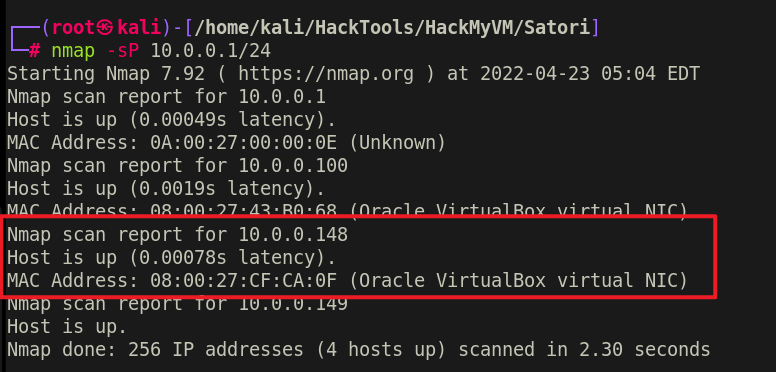 ┌──(root㉿kali)-[/home/kali/HackTools/HackMyVM/Satori]
└─# nmap -sP 10.0.0.1/24
Starting Nmap 7.92 ( https://nmap.org ) at 2022-04-23 05:04 EDT
Nmap scan report for 10.0.0.1
Host is up (0.00049s latency).
MAC Address: 0A:00:27:00:00:0E (Unknown)
Nmap scan report for 10.0.0.100
Host is up (0.0019s latency).
MAC Address: 08:00:27:43:B0:68 (Oracle VirtualBox virtual NIC)
Nmap scan report for 10.0.0.148
Host is up (0.00078s latency).
MAC Address: 08:00:27:CF:CA:0F (Oracle VirtualBox virtual NIC)
Nmap scan report for 10.0.0.149
Host is up.
Nmap done: 256 IP addresses (4 hosts up) scanned in 2.30 seconds